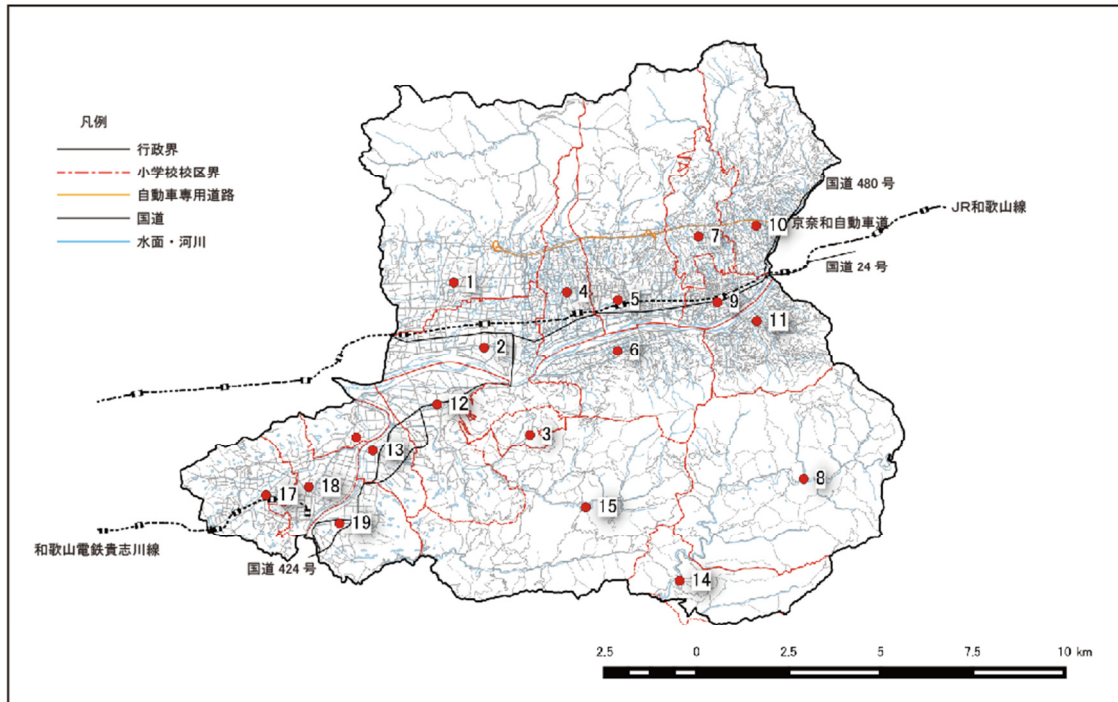 凡例
行政界
小学校校区界
自動車専用道路
国道
水面・河川
国道 480 号
JR和歌山線
10
京奈和自動車道
7
国道 24 号
1
4
5
9
11
2
6
12
3
13
8
18
17
15
19
和歌山電鉄貴志川線
国道 424 号
14
2.5 0 2.5 5 7.5 10 km